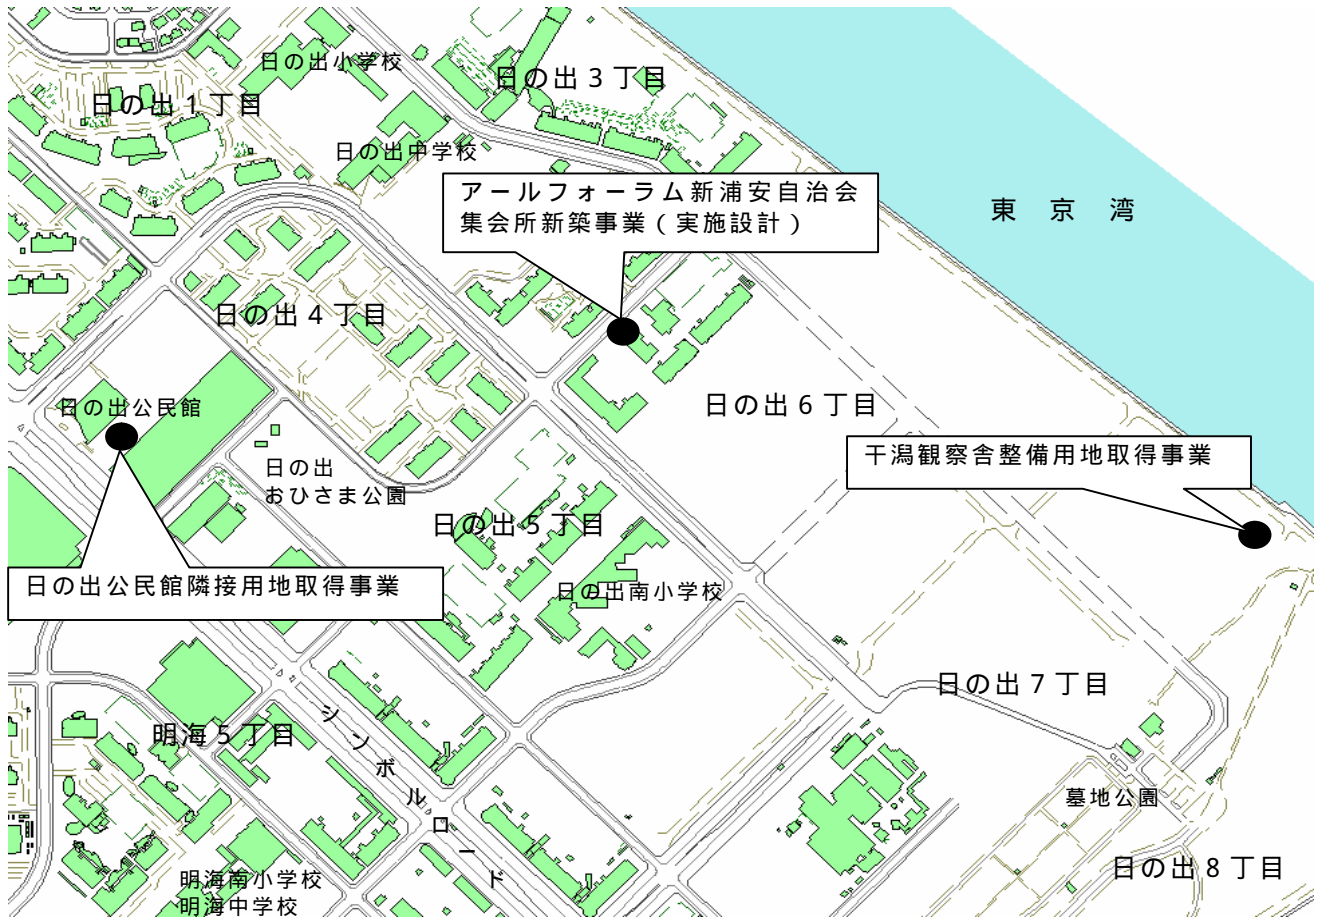 日の出小学校
日の出3丁目
日の出1丁目
日の出中学校
アールフォーラム新浦安自治会
集会所新築事業(実施設計)
東京湾
日の出4丁目
日の出公民館
日の出6丁目
干潟観察舎整備用地取得事業
日の出
おひさま公園
日の出5丁目
日の出公民館隣接用地取得事業
日の出南小学校
日の出7丁目
明海5丁目
シンボルロード
墓地公園
日の出8丁目
明海南小学校
明海中学校